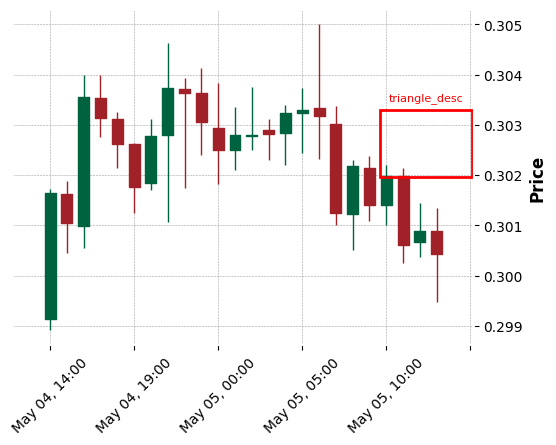 0.305
0.304
triangle_desc
0.303
0.302
0.301
0.300
0.299
Price
May 04, 14:00
May 04, 19:00
May 05, 00:00
May 05, 05:00
May 05, 10:00